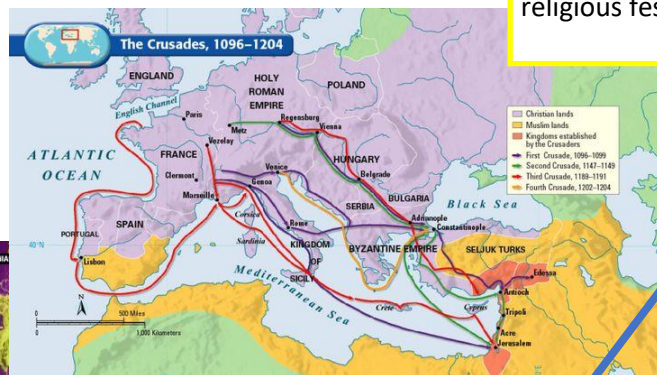 religious fes
The Crusades, 1096–1204
ENGLAND
POLAND
HOLY
ROMAN
EMPIRE
English Channel
Paris
Metz
Regensburg
Vienna
Vezelay
ATLANTIC
OCEAN
FRANCE
Clermont
Venice
HUNGARY
Belgrade
Genoa
Marseille
SERBIA
BULGARIA
Black Sea
Corsica
Rome
Adrianople
Constantinople
SPAIN
PORTUGAL
Lisbon
40°N
Sardinia
KINGDOM
OF
SICILY
BYZANTINE EMPIRE
SELJUK TURKS
Edessa
Antioch
Mediterranean Sea
Crete
Cyprus
Tripoli
Acre
Jerusalem
Christian lands
Muslim lands
Kingdoms established
by the Crusaders
First Crusade, 1096–1099
Second Crusade, 1147–1149
Third Crusade, 1189–1191
Fourth Crusade, 1202–1204
N
0 500 Miles
0 1,000 Kilometers